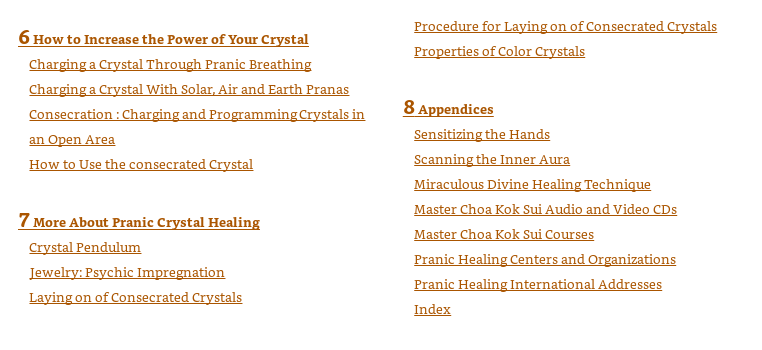 6 How to Increase the Power of Your Crystal
Charging a Crystal Through Pranic Breathing
Charging a Crystal With Solar, Air and Earth Pranas
Consecration : Charging and Programming Crystals in
an Open Area
How to Use the consecrated Crystal
7 More About Pranic Crystal Healing
Crystal Pendulum
Jewelry: Psychic Impregnation
Laying on of Consecrated Crystals
Procedure for Laying on of Consecrated Crystals
Properties of Color Crystals
8 Appendices
Sensitizing the Hands
Scanning the Inner Aura
Miraculous Divine Healing Technique
Master Choa Kok Sui Audio and Video CDs
Master Choa Kok Sui Courses
Pranic Healing Centers and Organizations
Pranic Healing International Addresses
Index